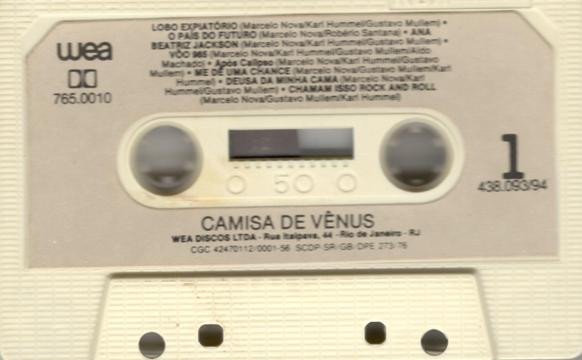 LOBO EXPIATÓRIO (Marcelo Nova/Karl Hummel/Gustavo Mullem) •
O PAÍS DO FUTURO (Marcelo Nova/Robério Santana) • ANA
BEATRIZ JACKSON (Marcelo Nova/Karl Hummel/Gustavo Mullem) •
VÔO 985 (Marcelo Nova/Karl Hummel/Gustavo Mullem/Aldo
Machado) • Após Calipso (Marcelo Nova/Karl Hummel/Gustavo
Mullem) • ME DÊ UMA CHANCE (Marcelo Nova/Karl
Hummel) • DEUSA DA MINHA CAMA (Marcelo Nova/Karl
Hummel/Gustavo Mullem) • CHAMAM ISSO ROCK AND ROLL
(Marcelo Nova/Gustavo Mullem/Karl Hummel)
wea
765.0010
50
1
438.093/94
CAMISA DE VÊNUS
WEA DISCOS LTDA - Rua Itaipava, 44 - Rio de Janeiro - RJ
CGC 42470112/0001-56 SCDP-SR/GB/DPE 273/76